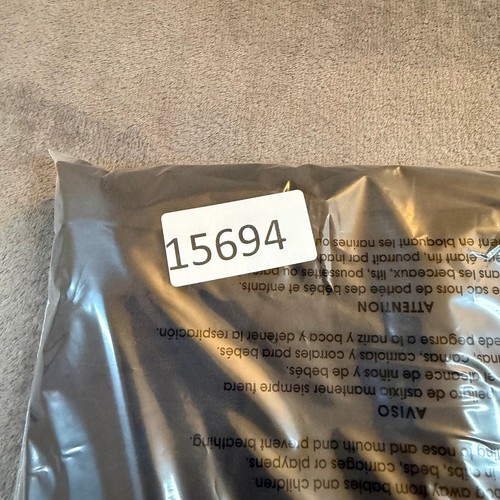 15694
away from babies and children
in cribs, beds, carriages or playpens.
to nose and mouth and prevent breathing.
AVISO
peligro de asfixia mantener siempre fuera
alcance de niños y de bebés.
camas, carriolas y corrales para bebés.
pegarse a la nariz y boca y detener la respiración.
ATTENTION
sac hors de portée des bébés et enfants.
les berceaux, lits, poussettes ou
étant fin, pourrait par
en bloquant les narines ou